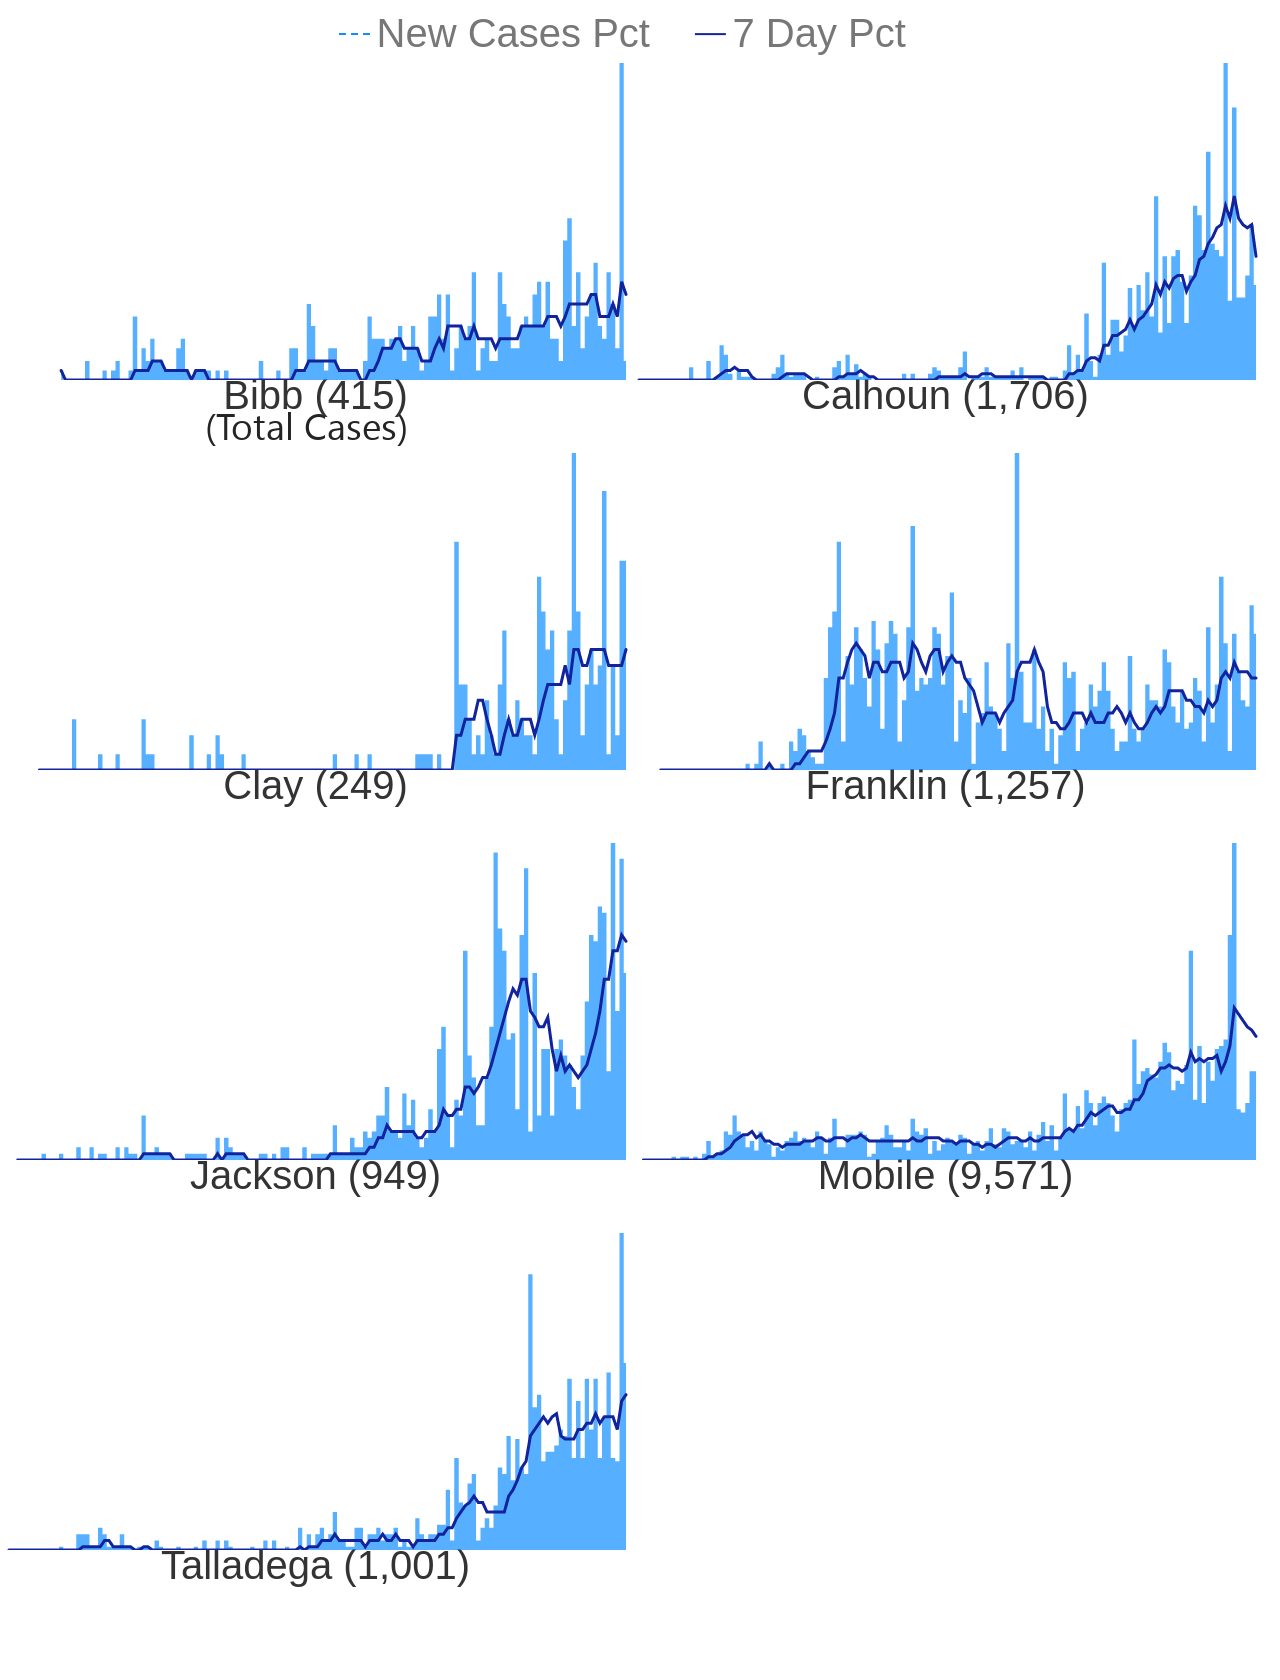 New Cases Pct 7 Day Pct
Bibb (415) Calhoun (1,706)
(Total Cases)
Clay (249) Franklin (1,257)
Jackson (949) Mobile (9,571)
Talladega (1,001)